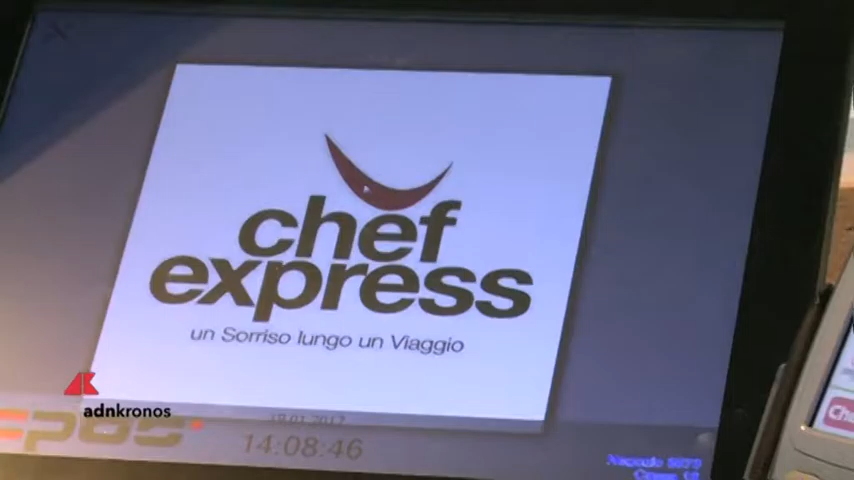 chef
express
un Sorriso lungo un Viaggio
adnkronos
14:08:46